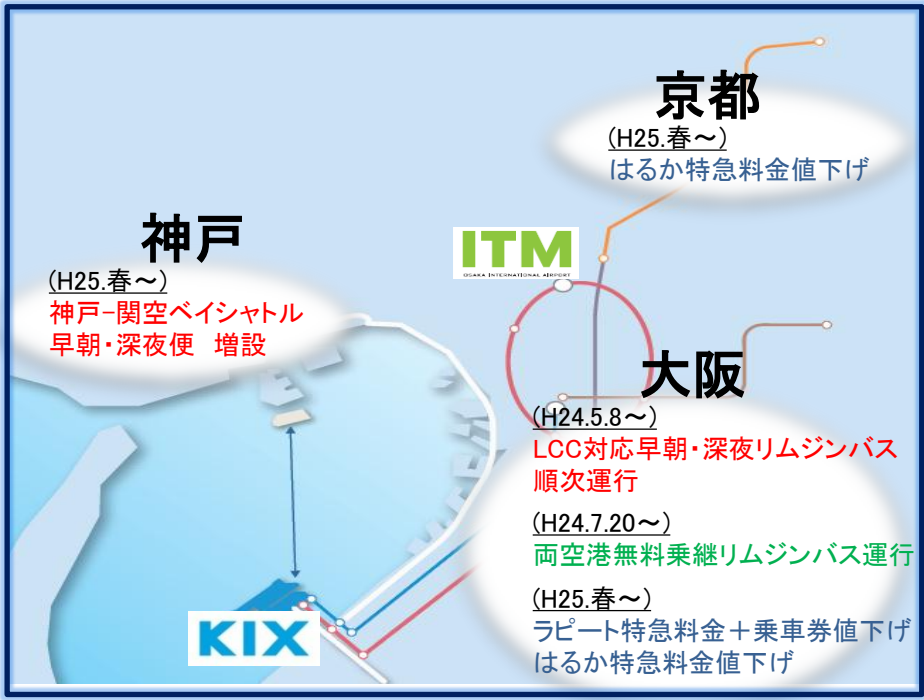 京都
(H25.春～)
はるか特急料金値下げ
神戸
(H25.春～)
神戸-関空ベイシャトル
早朝・深夜便 増設
ITM
OSAKA INTERNATIONAL AIRPORT
大阪
(H24.5.8～)
LCC対応早朝・深夜リムジンバス
順次運行
(H24.7.20～)
両空港無料乗継リムジンバス運行
(H25.春～)
ラピート特急料金＋乗車券値下げ
はるか特急料金値下げ
KIX